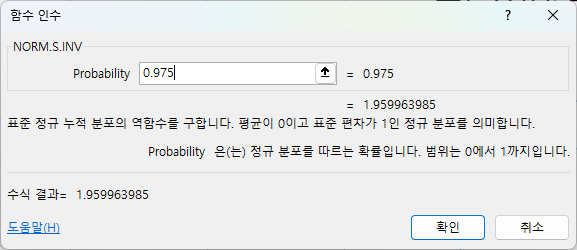 함수 인수 ? ×
NORM.S.INV
Probability 0.975 = 0.975
= 1.959963985
표준 정규 누적 분포의 역함수를 구합니다. 평균이 0이고 표준 편차가 1인 정규 분포를 의미합니다.
Probability 은(는) 정규 분포를 따르는 확률입니다. 범위는 0에서 1까지입니다.
수식 결과= 1.959963985
도움말(H) 확인 취소